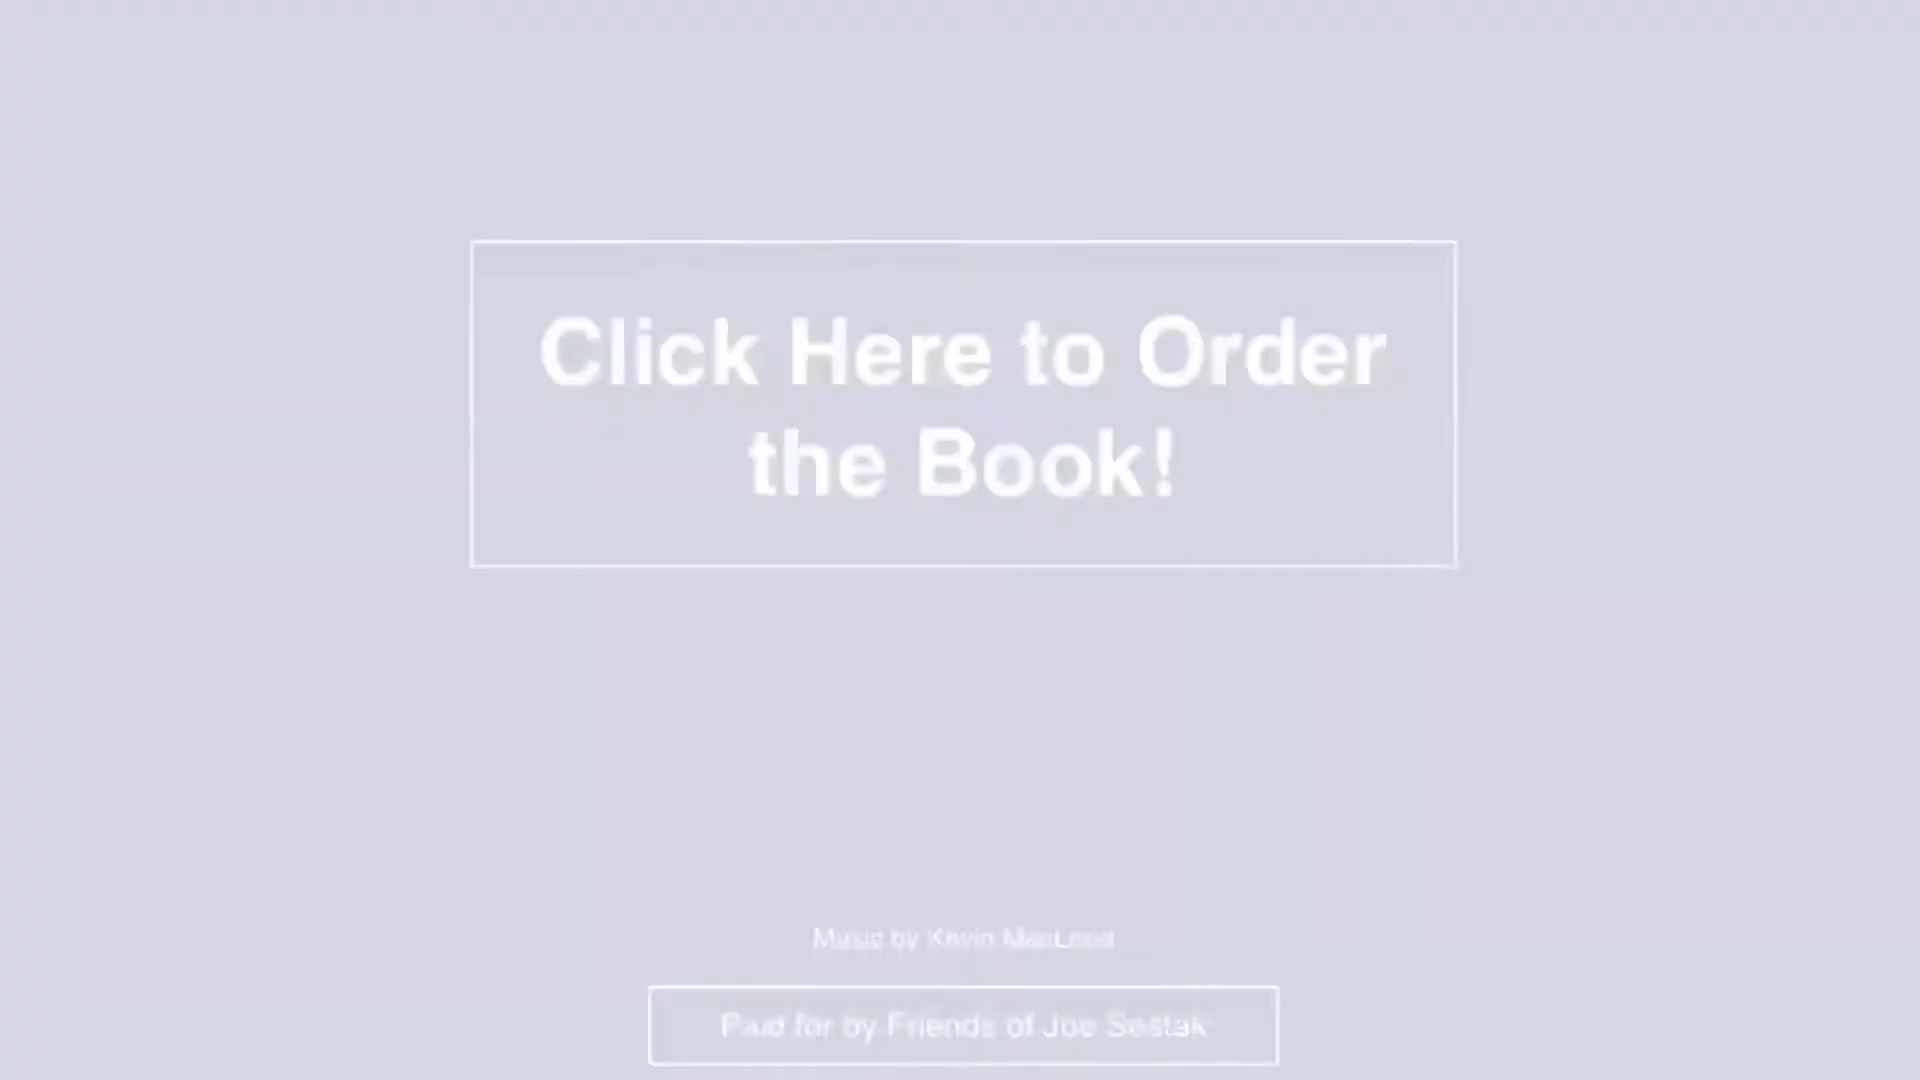 Click Here to Order
the Book!
Music by Kevin MacLeod
Paid for by Friends of Joe Sestak